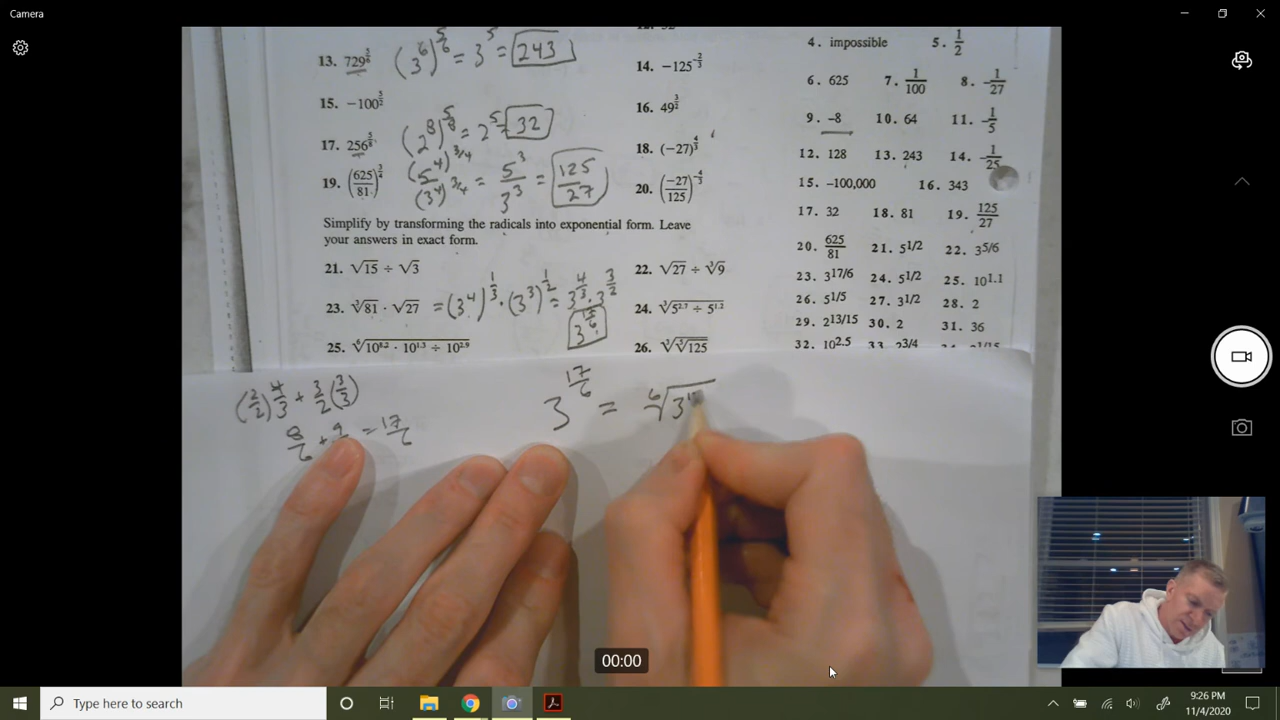 Camera
13. 729^{5/6} (3^6)^{5/6} = 3^5 = 243
14. -125^{-2/3}
15. -100^{5/2}
16. 49^{3/2}
17. 256^{5/8} (2^8)^{5/8} = 2^5 = 32
18. (-27)^{4/3}
19. (625/81)^{3/4} (5^4)^{3/4}/(3^4)^{3/4} = 5^3/3^3 = 125/27
20. (-27/125)^{-4/3}
Simplify by transforming the radicals into exponential form. Leave
your answers in exact form.
21. √15 ÷ √3
22. √27 ÷ ∛9
23. ∛81 · √27 = (3^4)^{1/3} · (3^3)^{1/2} = 3^{4/3} · 3^{3/2}
3^{17/6}
24. ∛(5^{2.7} ÷ 5^{1.2})
25. ⁶√(10^{8.2} · 10^{1.3} ÷ 10^{2.9})
4. impossible 5. 1/2
6. 625 7. 1/100 8. -1/27
9. -8 10. 64 11. -1/5
12. 128 13. 243 14. -1/25
15. -100,000 16. 343
17. 32 18. 81 19. 125/27
20. 625/81 21. 5^{1/2} 22. 3^{5/6}
23. 3^{17/6} 24. 5^{1/2} 25. 10^{1.1}
26. 5^{1/5} 27. 3^{1/2} 28. 2
29. 2^{13/15} 30. 2 31. 36
32. 10^{2.5} 33. 2^{3/4}
(2/2) 4/3 + 3/2 (3/3)
8/6 + 9 = 17/6
3^{17/6} = ⁶√3
00:00
Type here to search
9:26 PM
11/4/2020